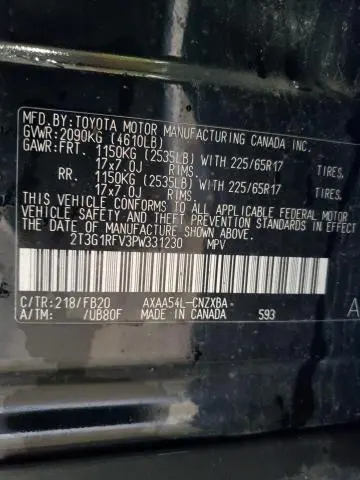 MFD. BY: TOYOTA MOTOR MANUFACTURING CANADA INC.
GVWR: 2090KG (4610LB)
GAWR: FRT. 1150KG (2535LB) WITH 225/65R17 TIRES,
17x7.0J RIMS
RR. 1150KG (2535LB) WITH 225/65R17 TIRES,
17x7.0J RIMS
THIS VEHICLE CONFORMS TO ALL APPLICABLE FEDERAL MOTOR
VEHICLE SAFETY STANDARDS IN EFFECT ON
THE DATE OF MANUFACTURE SHOWN ABOVE.
2T3G1RFV3PW331230 MPV
C/TR: 218/FB20 AXAA54L-CNZXBA
A/TM: /UB80F MADE IN CANADA 593